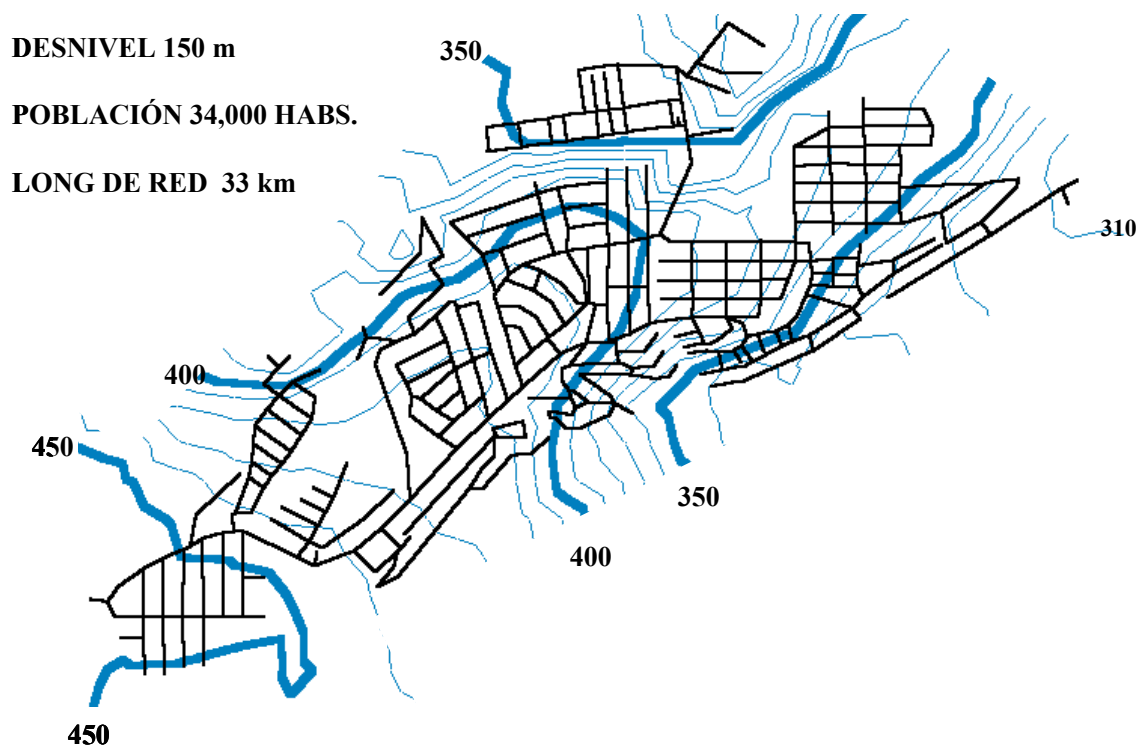 DESNIVEL 150 m
POBLACIÓN 34,000 HABS.
LONG DE RED 33 km
350
310
400
450
350
400
450